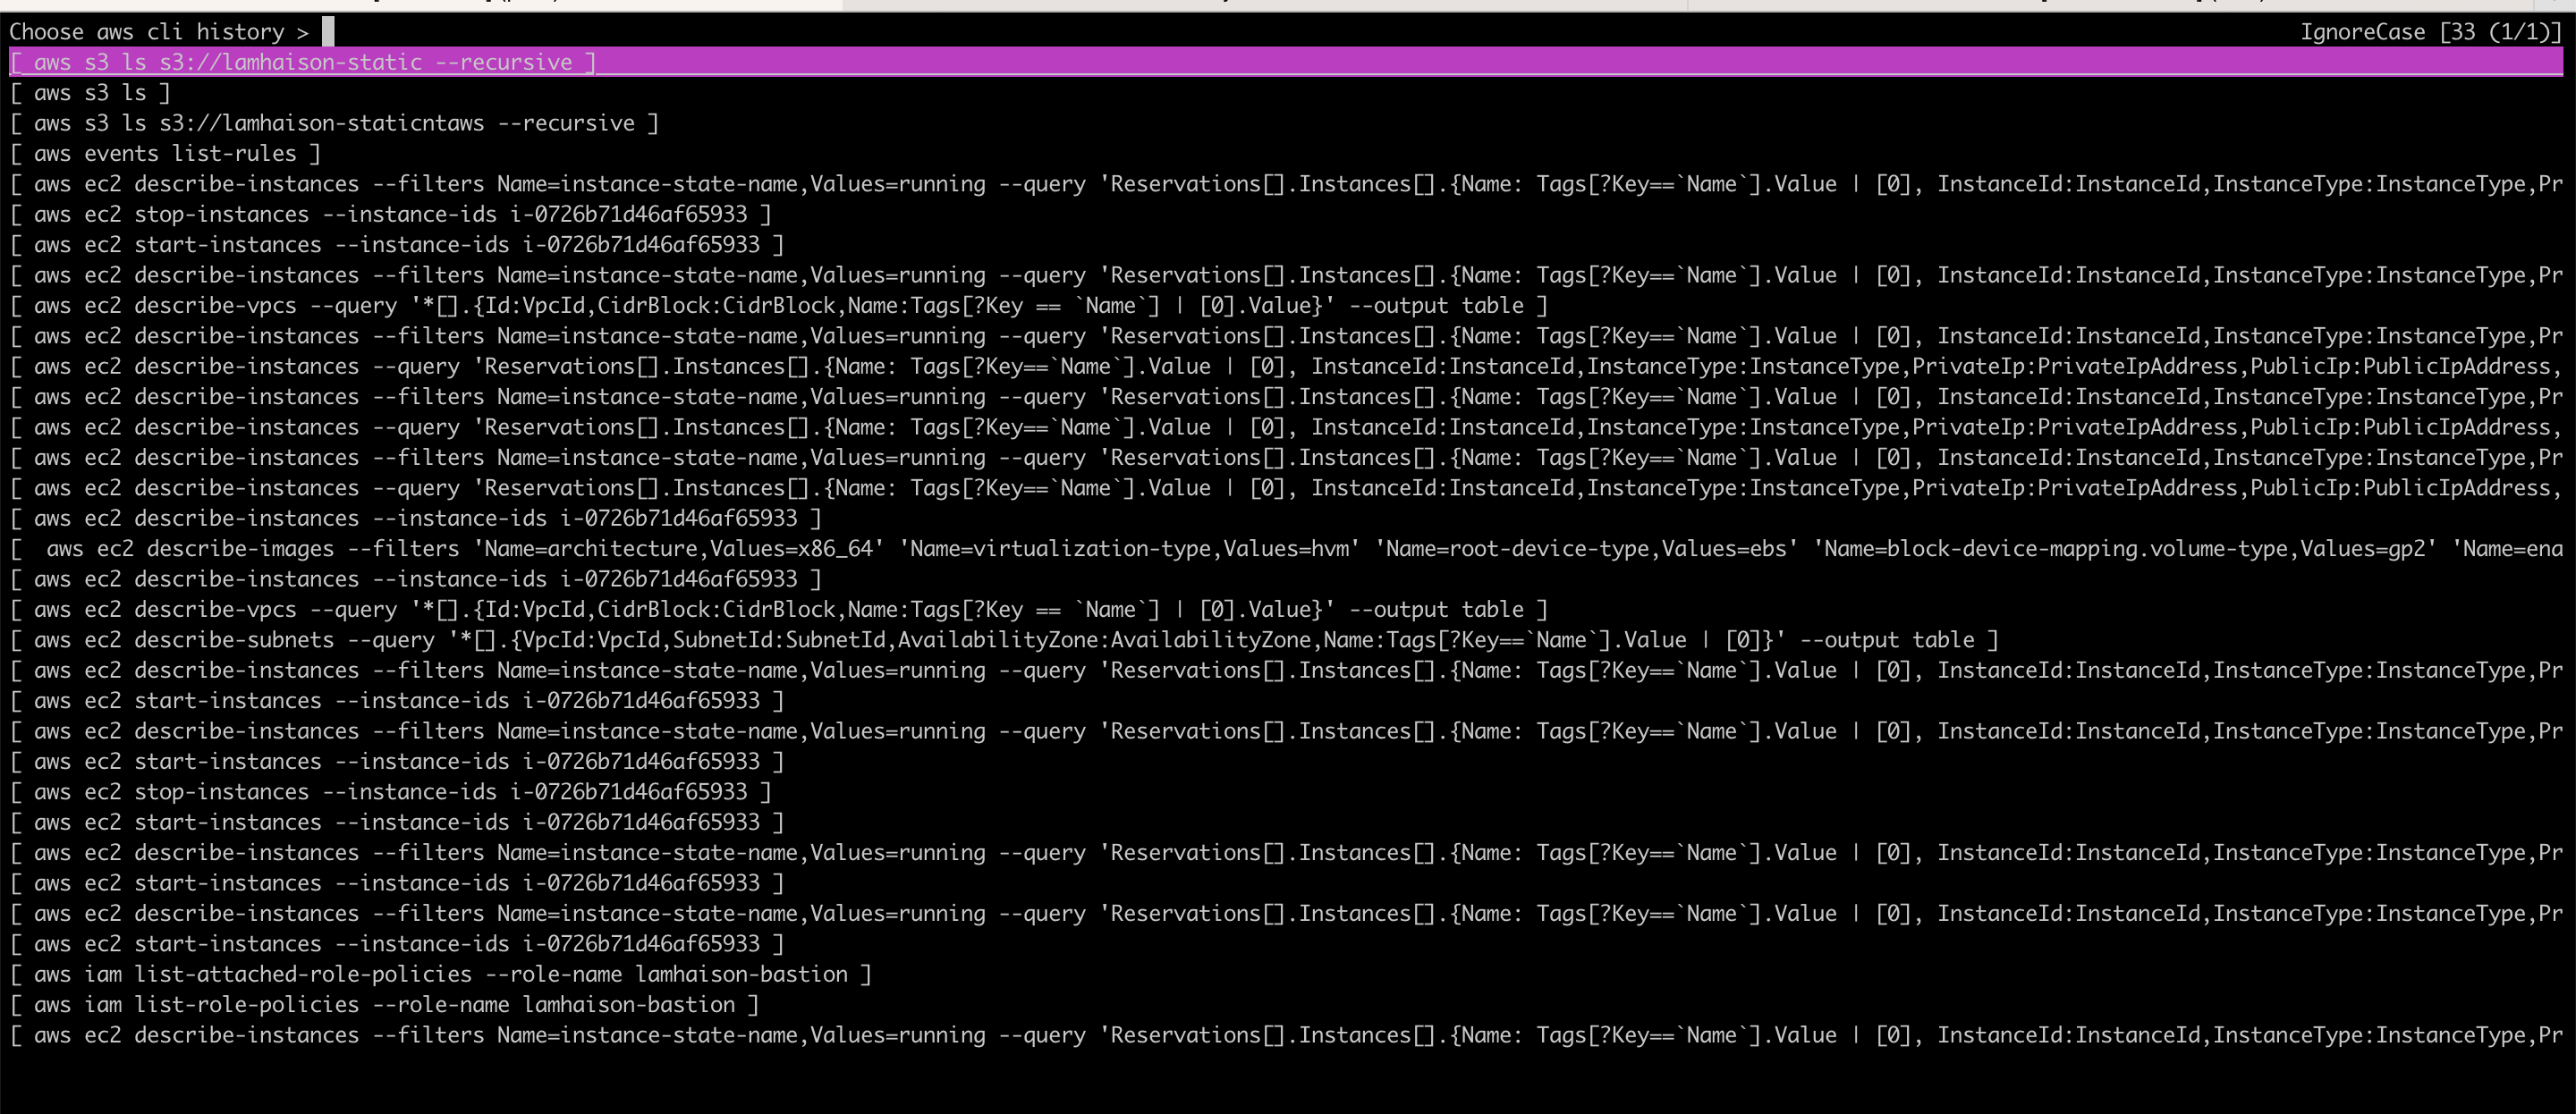 Choose aws cli history > IgnoreCase [33 (1/1)]
[ aws s3 ls s3://lamhaison-static --recursive ]
[ aws s3 ls ]
[ aws s3 ls s3://lamhaison-staticntaws --recursive ]
[ aws events list-rules ]
[ aws ec2 describe-instances --filters Name=instance-state-name,Values=running --query 'Reservations[].Instances[].{Name: Tags[?Key==`Name`].Value | [0], InstanceId:InstanceId,InstanceType:InstanceType,Pr
[ aws ec2 stop-instances --instance-ids i-0726b71d46af65933 ]
[ aws ec2 start-instances --instance-ids i-0726b71d46af65933 ]
[ aws ec2 describe-instances --filters Name=instance-state-name,Values=running --query 'Reservations[].Instances[].{Name: Tags[?Key==`Name`].Value | [0], InstanceId:InstanceId,InstanceType:InstanceType,Pr
[ aws ec2 describe-vpcs --query '*[].{Id:VpcId,CidrBlock:CidrBlock,Name:Tags[?Key == `Name`] | [0].Value}' --output table ]
[ aws ec2 describe-instances --filters Name=instance-state-name,Values=running --query 'Reservations[].Instances[].{Name: Tags[?Key==`Name`].Value | [0], InstanceId:InstanceId,InstanceType:InstanceType,Pr
[ aws ec2 describe-instances --query 'Reservations[].Instances[].{Name: Tags[?Key==`Name`].Value | [0], InstanceId:InstanceId,InstanceType:InstanceType,PrivateIp:PrivateIpAddress,PublicIp:PublicIpAddress,
[ aws ec2 describe-instances --filters Name=instance-state-name,Values=running --query 'Reservations[].Instances[].{Name: Tags[?Key==`Name`].Value | [0], InstanceId:InstanceId,InstanceType:InstanceType,Pr
[ aws ec2 describe-instances --query 'Reservations[].Instances[].{Name: Tags[?Key==`Name`].Value | [0], InstanceId:InstanceId,InstanceType:InstanceType,PrivateIp:PrivateIpAddress,PublicIp:PublicIpAddress,
[ aws ec2 describe-instances --filters Name=instance-state-name,Values=running --query 'Reservations[].Instances[].{Name: Tags[?Key==`Name`].Value | [0], InstanceId:InstanceId,InstanceType:InstanceType,Pr
[ aws ec2 describe-instances --query 'Reservations[].Instances[].{Name: Tags[?Key==`Name`].Value | [0], InstanceId:InstanceId,InstanceType:InstanceType,PrivateIp:PrivateIpAddress,PublicIp:PublicIpAddress,
[ aws ec2 describe-instances --instance-ids i-0726b71d46af65933 ]
[  aws ec2 describe-images --filters 'Name=architecture,Values=x86_64' 'Name=virtualization-type,Values=hvm' 'Name=root-device-type,Values=ebs' 'Name=block-device-mapping.volume-type,Values=gp2' 'Name=ena
[ aws ec2 describe-instances --instance-ids i-0726b71d46af65933 ]
[ aws ec2 describe-vpcs --query '*[].{Id:VpcId,CidrBlock:CidrBlock,Name:Tags[?Key == `Name`] | [0].Value}' --output table ]
[ aws ec2 describe-subnets --query '*[].{VpcId:VpcId,SubnetId:SubnetId,AvailabilityZone:AvailabilityZone,Name:Tags[?Key==`Name`].Value | [0]}' --output table ]
[ aws ec2 describe-instances --filters Name=instance-state-name,Values=running --query 'Reservations[].Instances[].{Name: Tags[?Key==`Name`].Value | [0], InstanceId:InstanceId,InstanceType:InstanceType,Pr
[ aws ec2 start-instances --instance-ids i-0726b71d46af65933 ]
[ aws ec2 describe-instances --filters Name=instance-state-name,Values=running --query 'Reservations[].Instances[].{Name: Tags[?Key==`Name`].Value | [0], InstanceId:InstanceId,InstanceType:InstanceType,Pr
[ aws ec2 start-instances --instance-ids i-0726b71d46af65933 ]
[ aws ec2 stop-instances --instance-ids i-0726b71d46af65933 ]
[ aws ec2 start-instances --instance-ids i-0726b71d46af65933 ]
[ aws ec2 describe-instances --filters Name=instance-state-name,Values=running --query 'Reservations[].Instances[].{Name: Tags[?Key==`Name`].Value | [0], InstanceId:InstanceId,InstanceType:InstanceType,Pr
[ aws ec2 start-instances --instance-ids i-0726b71d46af65933 ]
[ aws ec2 describe-instances --filters Name=instance-state-name,Values=running --query 'Reservations[].Instances[].{Name: Tags[?Key==`Name`].Value | [0], InstanceId:InstanceId,InstanceType:InstanceType,Pr
[ aws ec2 start-instances --instance-ids i-0726b71d46af65933 ]
[ aws iam list-attached-role-policies --role-name lamhaison-bastion ]
[ aws iam list-role-policies --role-name lamhaison-bastion ]
[ aws ec2 describe-instances --filters Name=instance-state-name,Values=running --query 'Reservations[].Instances[].{Name: Tags[?Key==`Name`].Value | [0], InstanceId:InstanceId,InstanceType:InstanceType,Pr